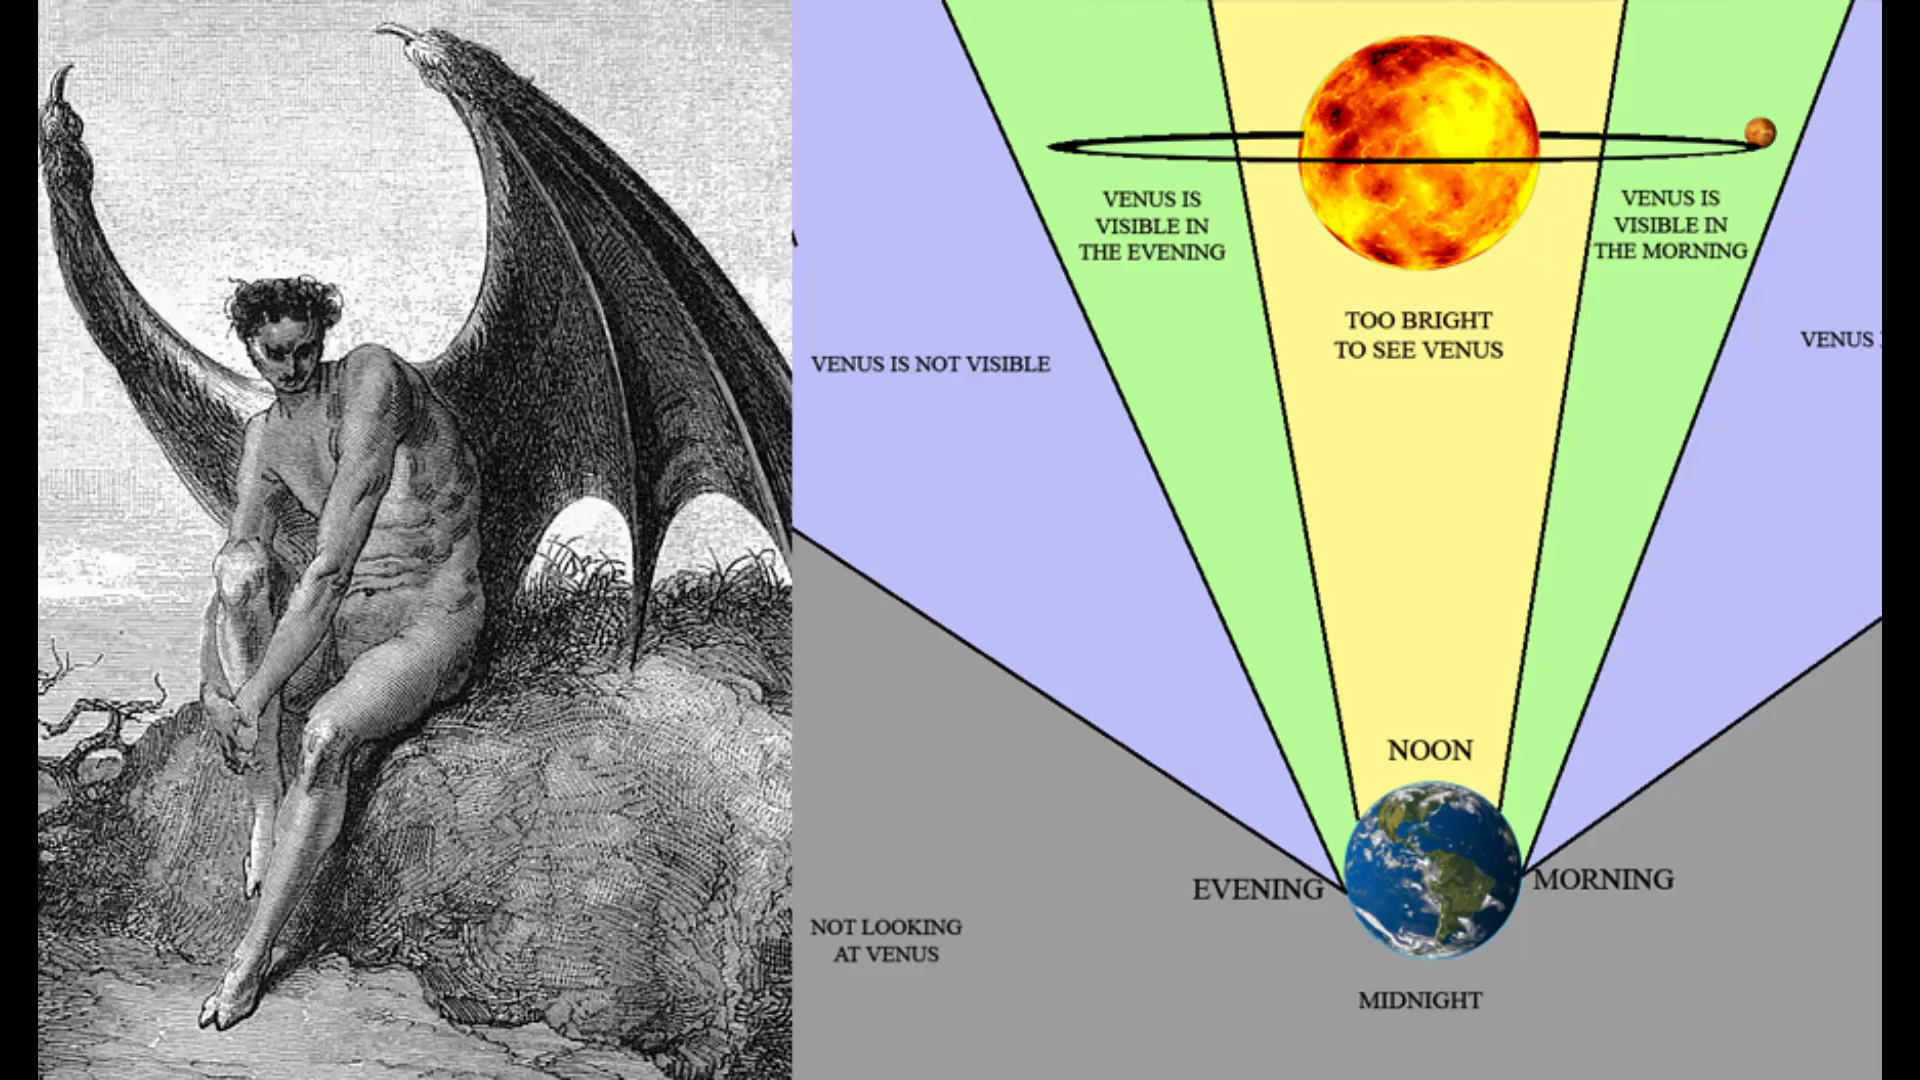 VENUS IS
VISIBLE IN
THE EVENING
VENUS IS
VISIBLE IN
THE MORNING
TOO BRIGHT
TO SEE VENUS
VENUS IS NOT VISIBLE
VENUS
NOON
EVENING
MORNING
NOT LOOKING
AT VENUS
MIDNIGHT